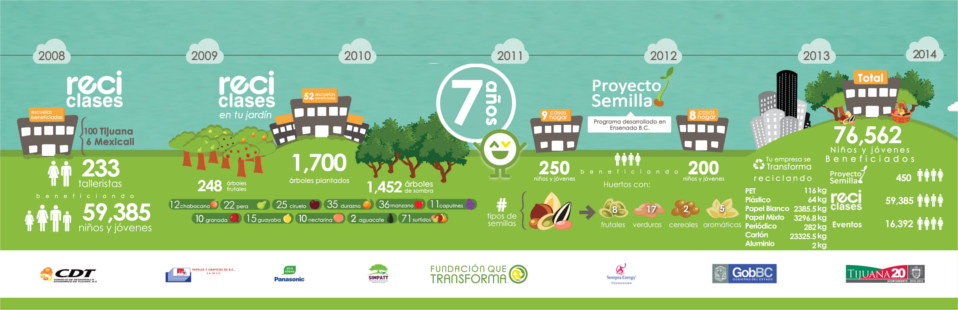 2008
2009
2010
2011
2012
2013
2014
reci
clases
escuelas
beneficiadas
100 Tijuana
6 Mexicali
233
talleristas
beneficiando
59,385
niños y jóvenes
reci
clases
en tu jardín
52 escuelas
248 árboles
frutales
1,700
árboles plantados
1,452 árboles
de sombra
12 chabacano
22 pera
25 ciruela
35 durazno
36 manzana
11 capulines
10 granada
15 guayabas
10 nectarina
2 aguacate
71 surtidos
7 años
Proyecto
Semilla
Programa desarrollado en
Ensenada B.C.
9 casa
hogar
8 casa
hogar
250
niños y jóvenes
beneficiando
200
niños y jóvenes
Huertos con:
#
tipos de
semillas
6
frutales
17
verduras
2
cereales
5
aromáticas
Total
76,562
Niños y jóvenes
Beneficiados
Tu empresa se
Transforma
reciclando
PET 116 kg
Plástico 64 kg
Papel Blanco 2385.5 kg
Papel Mixto 3296.8 kg
Periódico 282 kg
Cartón 23325.5 kg
Aluminio 2 kg
Proyecto
Semilla
450
reci
clases
59,385
Eventos
16,392
CDT
Panasonic
SIMPATT
FUNDACIÓN QUE
TRANSFORMA
Sempra Energy
GobBC
TIJUANA 20